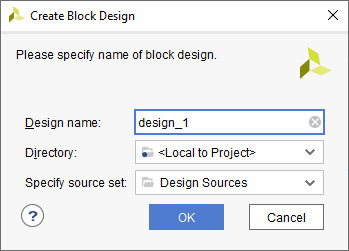 Create Block Design
Please specify name of block design.
Design name: design_1
Directory: <Local to Project>
Specify source set: Design Sources
? OK Cancel